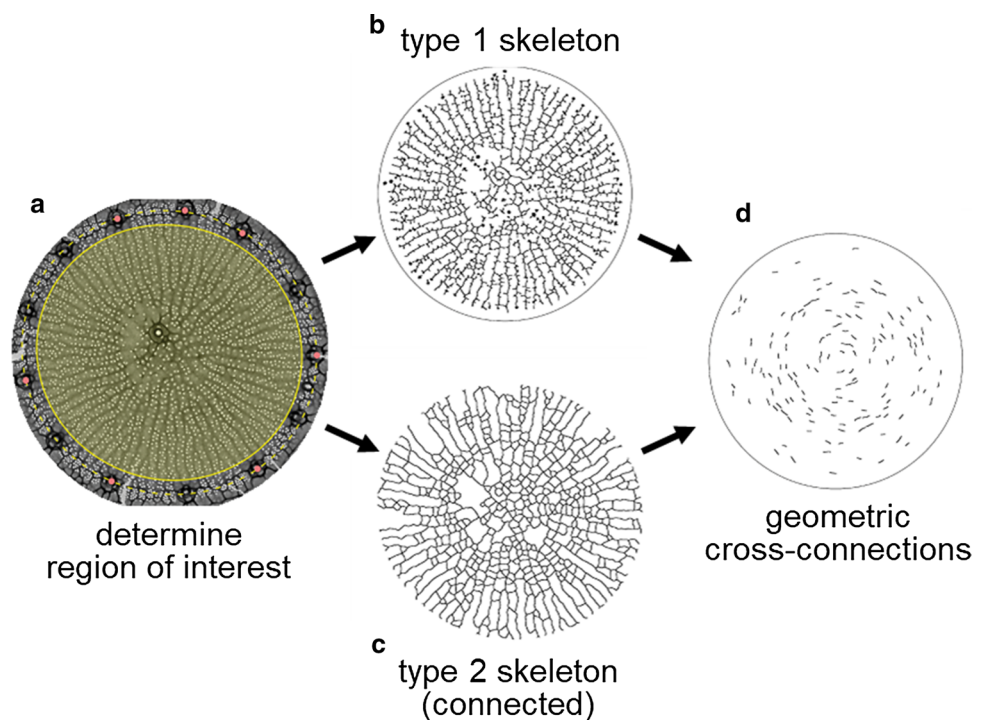 b
type 1 skeleton
a
d
determine
region of interest
geometric
cross-connections
c
type 2 skeleton
(connected)